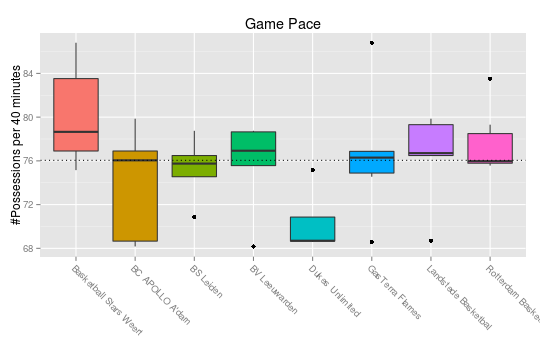 Game Pace
#Possessions per 40 minutes
84
80
76
72
68
Basketball Stars Weert
BC APOLLO A'dam
BS Leiden
BV Leeuwarden
Dukes Unlimited
GasTerra Flames
Landstede Basketbal
Rotterdam Basket